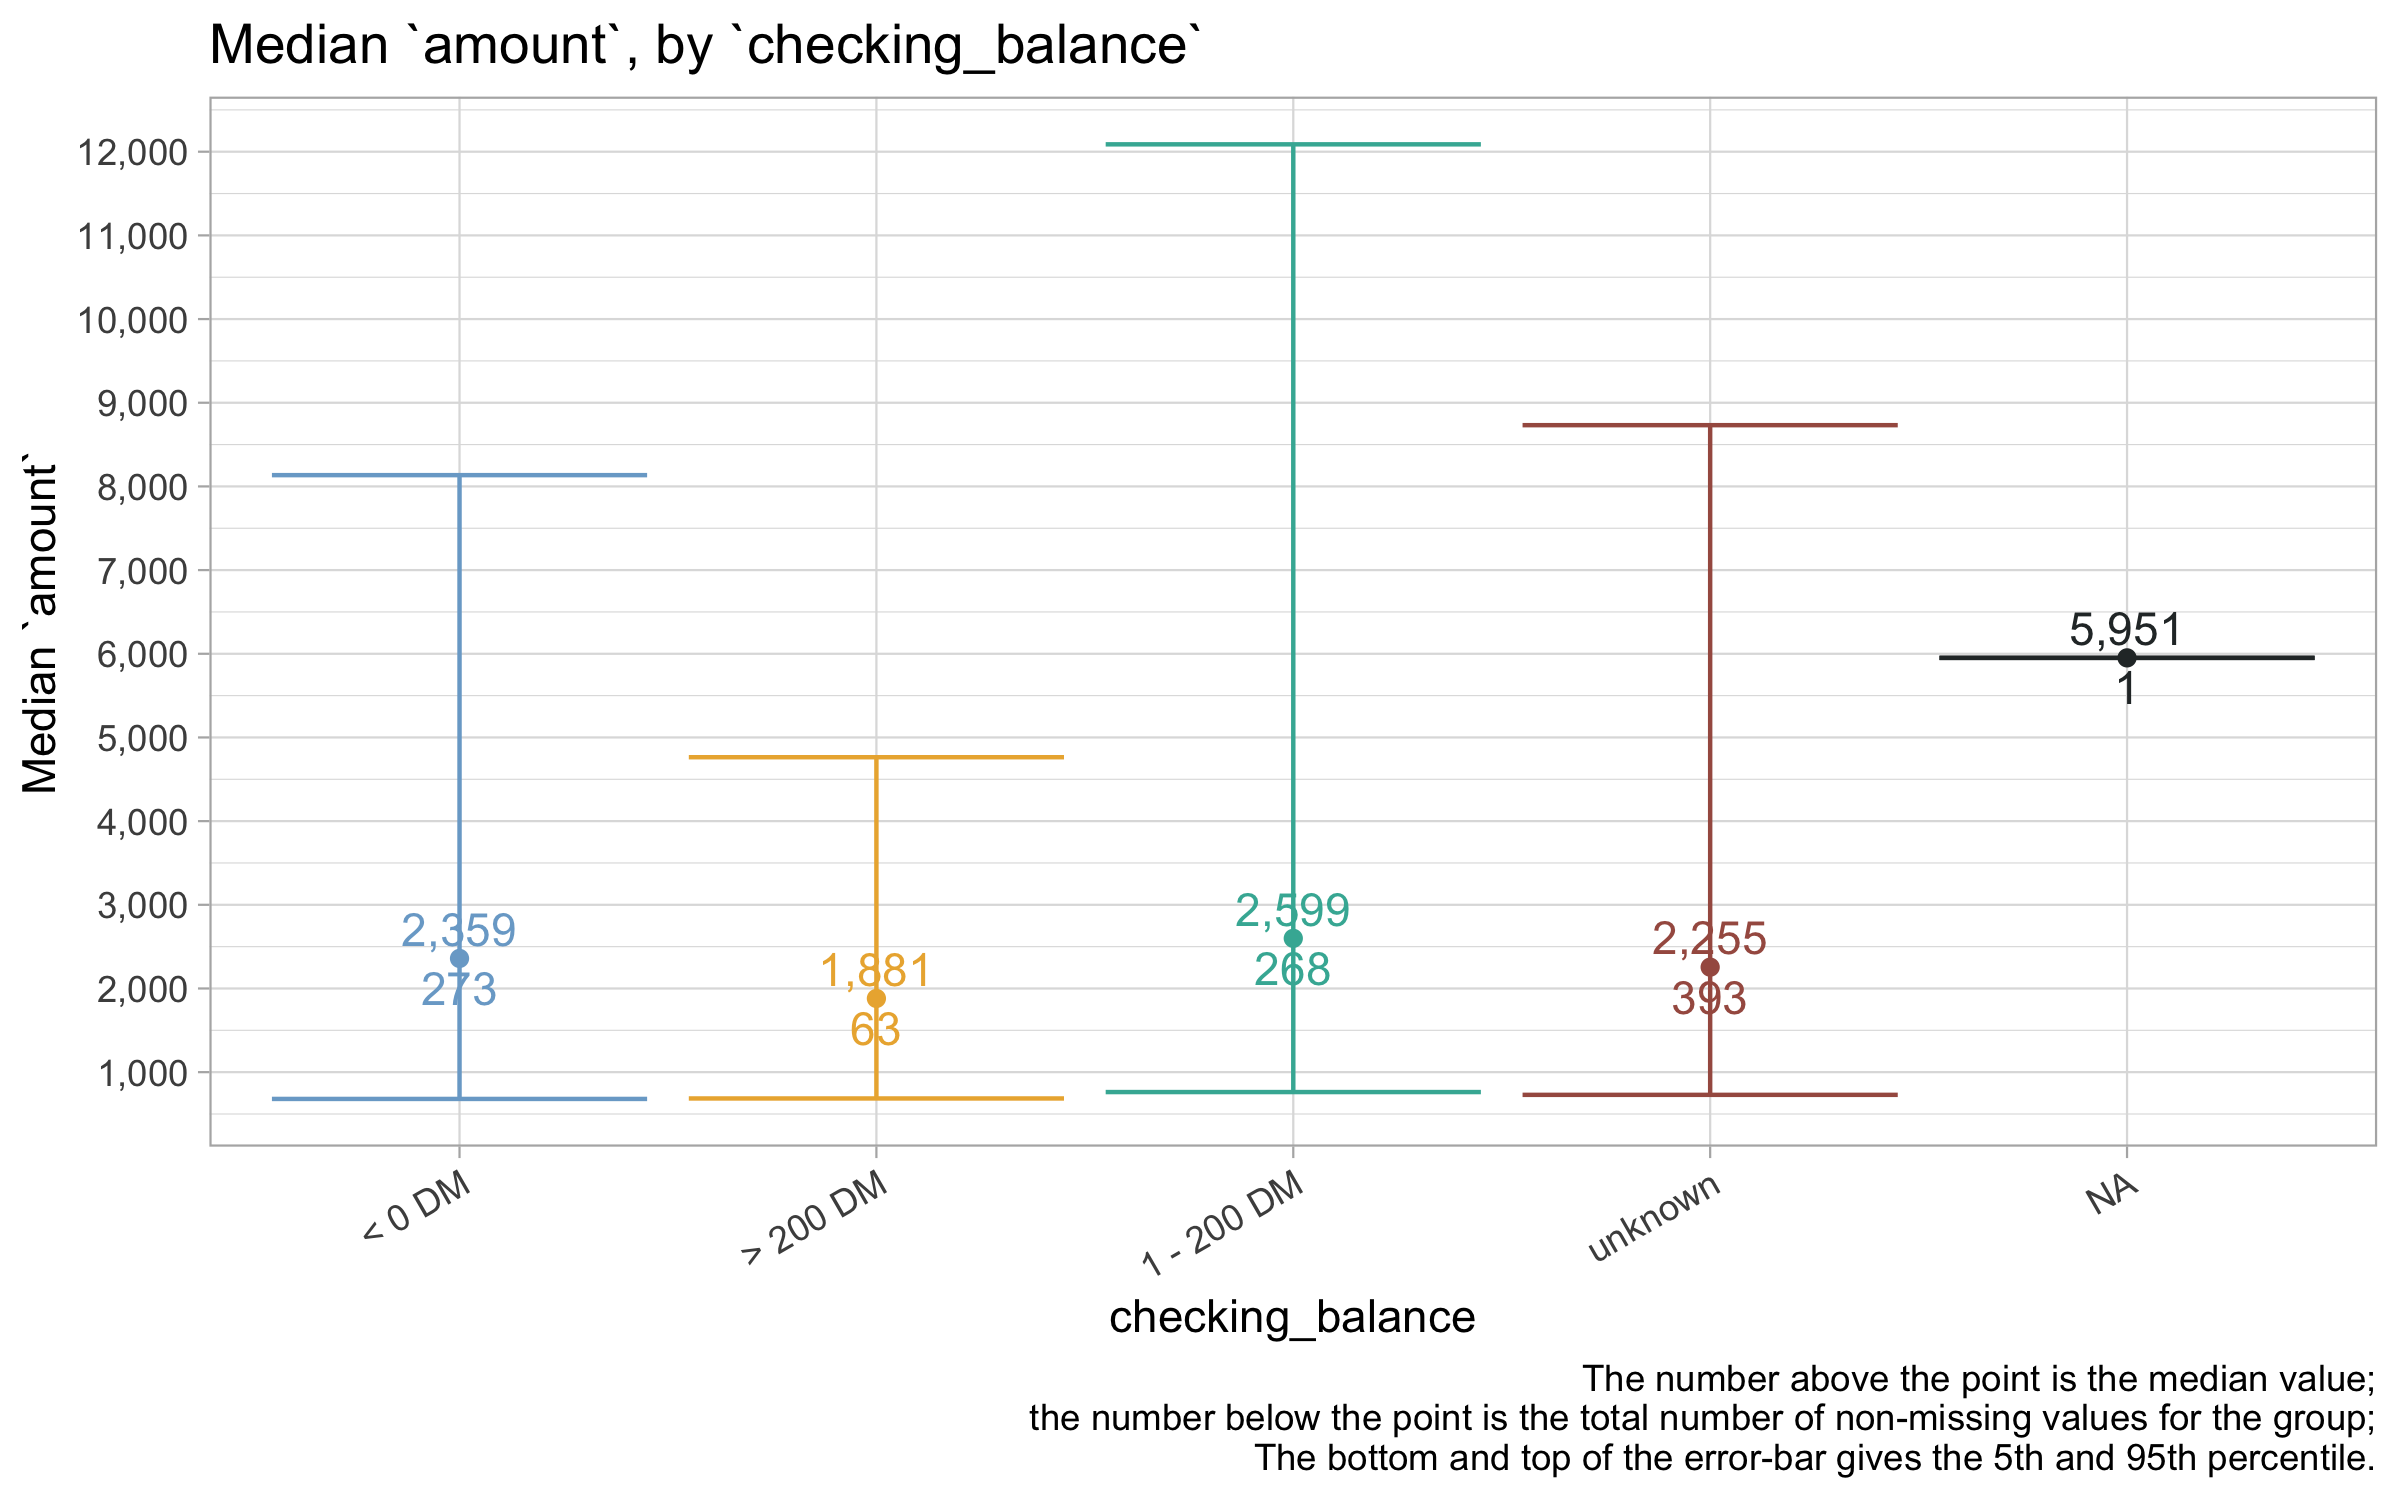 Median `amount`, by `checking_balance`
Median `amount`
12,000
11,000
10,000
9,000
8,000
7,000
6,000
5,000
4,000
3,000
2,000
1,000
2,359
273
1,881
63
2,599
268
2,255
393
5,951
1
< 0 DM
> 200 DM
1 - 200 DM
unknown
NA
checking_balance
The number above the point is the median value;
the number below the point is the total number of non-missing values for the group;
The bottom and top of the error-bar gives the 5th and 95th percentile.